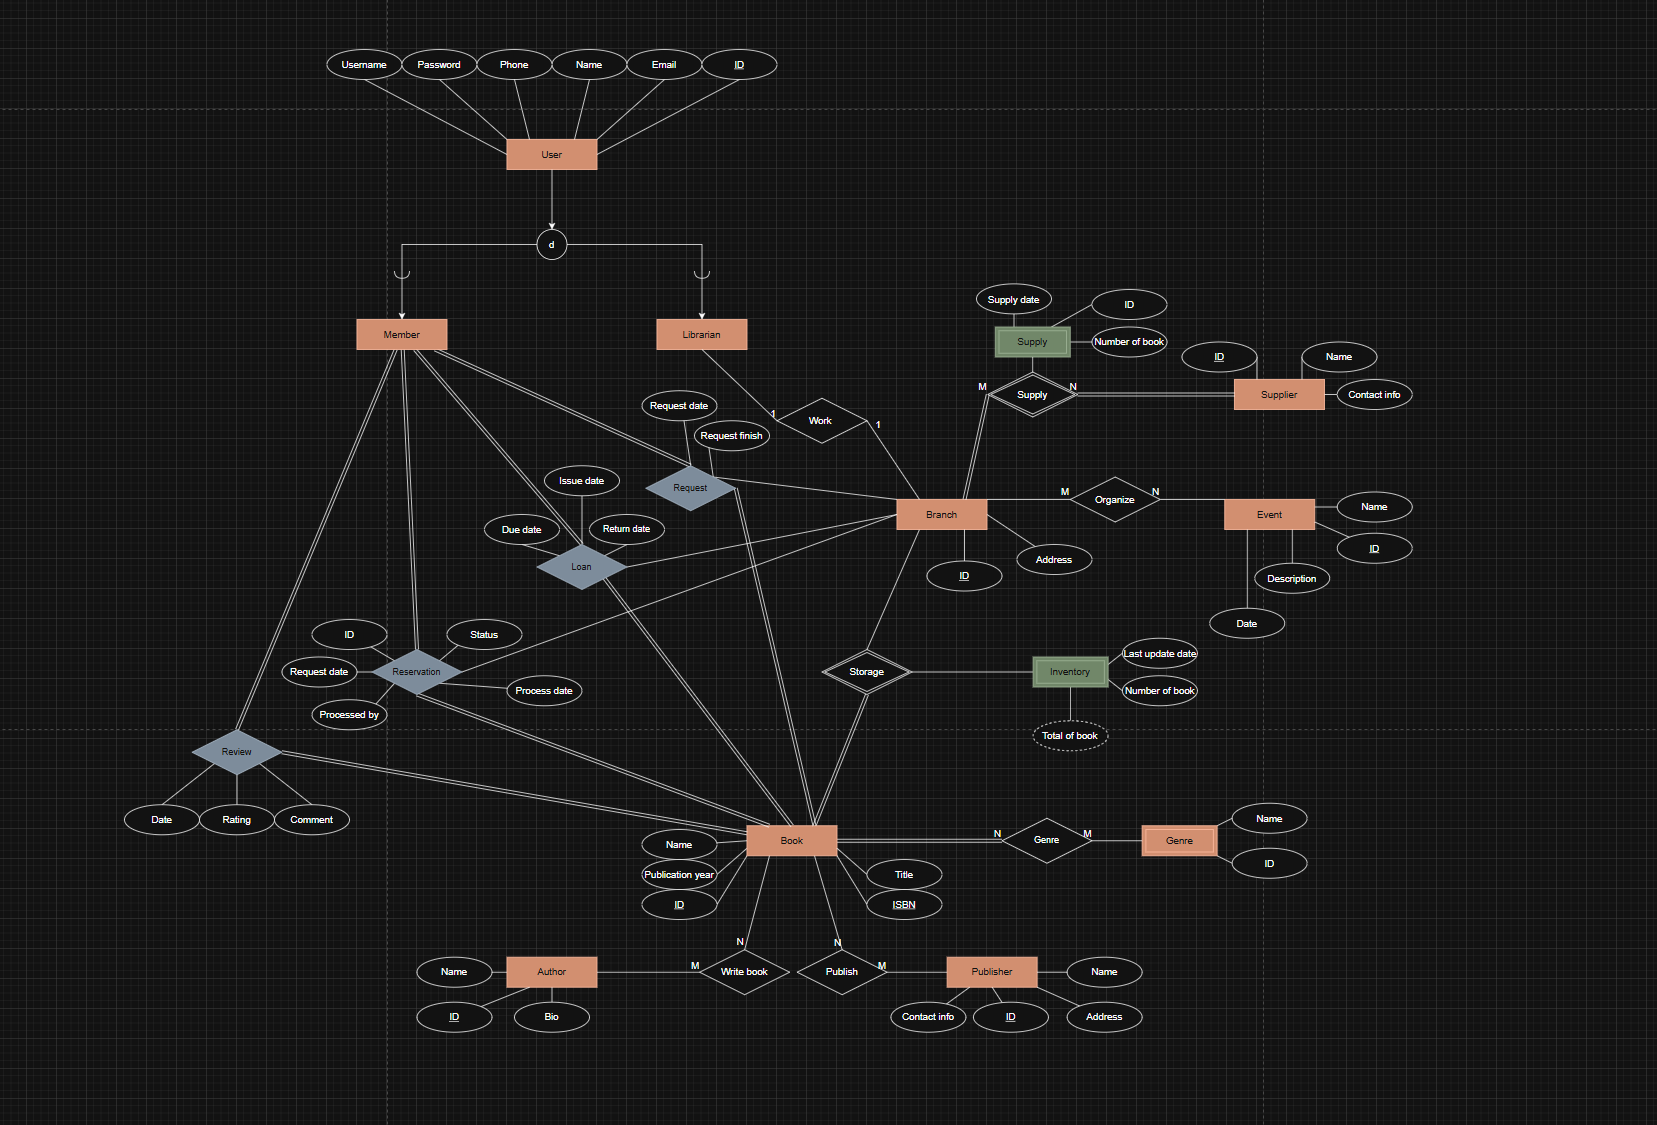 Username
Password
Phone
Name
Email
ID
User
d
Member
Librarian
Supply date
ID
Supply
Number of book
ID
Name
M
Supply
N
Supplier
Contact info
Request date
1
Work
1
Request finish
Issue date
Request
M
Organize
N
Name
Branch
Event
Due date
Return date
ID
Address
Loan
ID
Description
Date
ID
Status
Request date
Reservation
Process date
Processed by
Storage
Inventory
Last update date
Number of book
Total of book
Review
Date
Rating
Comment
Book
N
Genre
M
Genre
Name
ID
Name
Publication year
ID
Title
ISBN
N
N
Name
Author
M
Write book
Publish
M
Publisher
Name
ID
Bio
Contact info
ID
Address